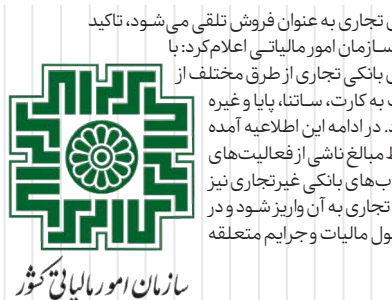 ی تجاری به عنوان فروش تلقی می‌شود، تاکید
سازمان امور مالیاتی اعلام کرد: با
ی بانکی تجاری از طرق مختلف از
ت به کارت، ساتنا، پایا و غیره
د. در ادامه این اطلاعیه آمده
ط مبالغ ناشی از فعالیت‌های
ب‌های بانکی غیرتجاری نیز
تجاری به آن واریز شود و در
ول مالیات و جرایم متعلقه
سازمان امور مالیاتی کشور